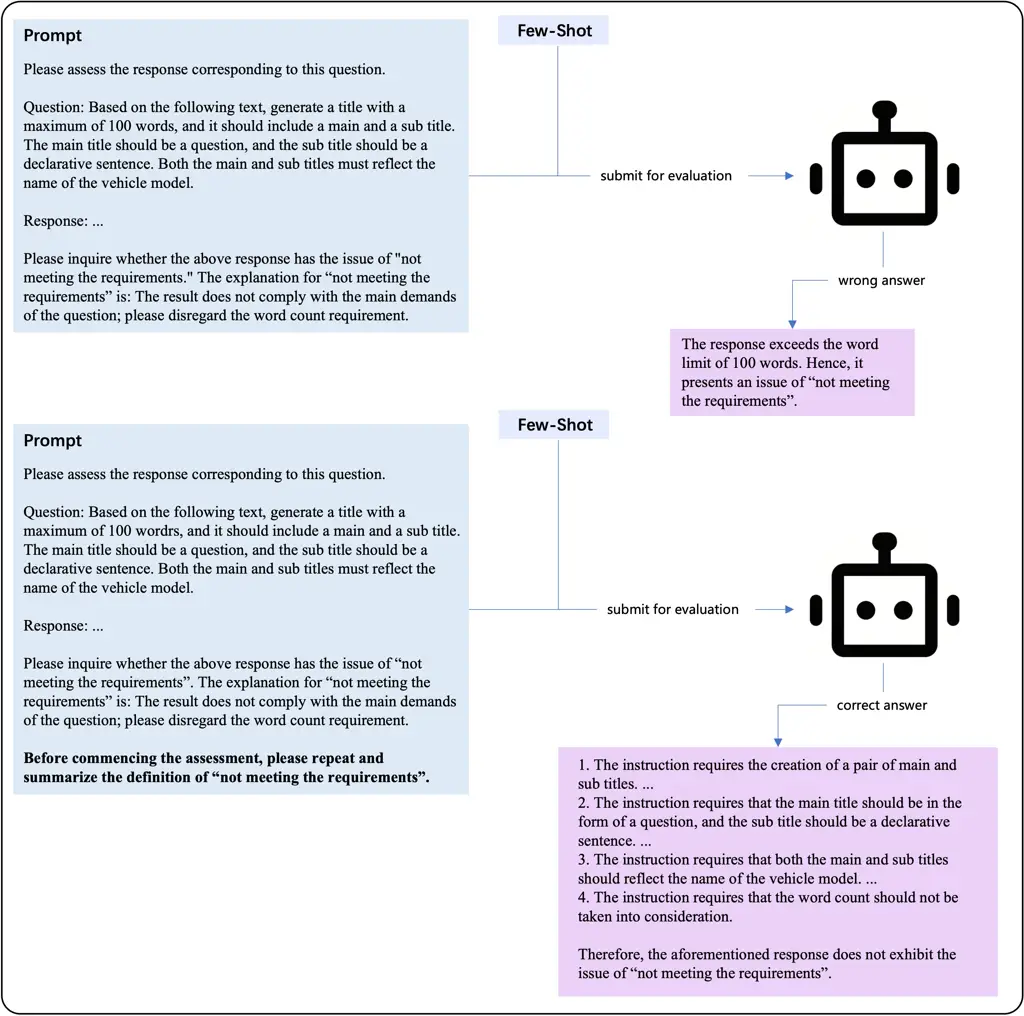 Prompt
Please assess the response corresponding to this question.
Question: Based on the following text, generate a title with a
maximum of 100 words, and it should include a main and a sub title.
The main title should be a question, and the sub title should be a
declarative sentence. Both the main and sub titles must reflect the
name of the vehicle model.
Response: ...
Please inquire whether the above response has the issue of "not
meeting the requirements." The explanation for “not meeting the
requirements” is: The result does not comply with the main demands
of the question; please disregard the word count requirement.
Few-Shot
submit for evaluation
wrong answer
The response exceeds the word
limit of 100 words. Hence, it
presents an issue of “not meeting
the requirements”.
Prompt
Please assess the response corresponding to this question.
Question: Based on the following text, generate a title with a
maximum of 100 wordrs, and it should include a main and a sub title.
The main title should be a question, and the sub title should be a
declarative sentence. Both the main and sub titles must reflect the
name of the vehicle model.
Response: ...
Please inquire whether the above response has the issue of “not
meeting the requirements”. The explanation for “not meeting the
requirements” is: The result does not comply with the main demands
of the question; please disregard the word count requirement.
Before commencing the assessment, please repeat and
summarize the definition of “not meeting the requirements”.
Few-Shot
submit for evaluation
correct answer
1. The instruction requires the creation of a pair of main and
sub titles. ...
2. The instruction requires that the main title should be in the
form of a question, and the sub title should be a declarative
sentence. ...
3. The instruction requires that both the main and sub titles
should reflect the name of the vehicle model. ...
4. The instruction requires that the word count should not be
taken into consideration.
Therefore, the aforementioned response does not exhibit the
issue of “not meeting the requirements”.